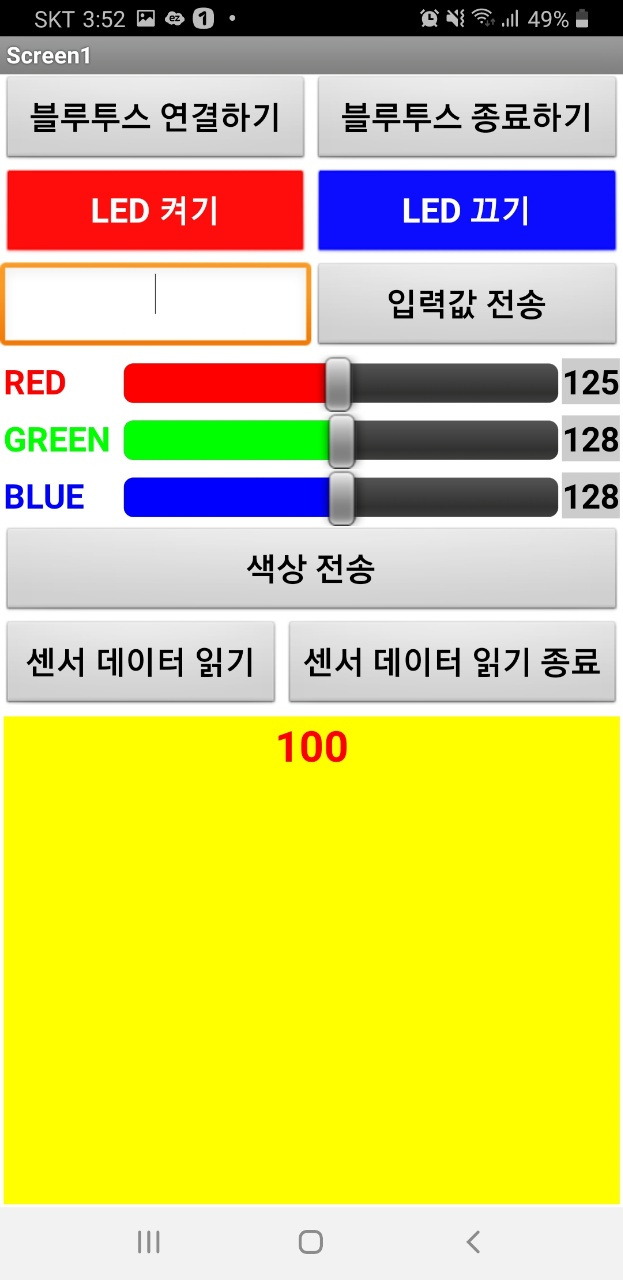 SKT 3:52 ez 1 49%
Screen1
블루투스 연결하기 블루투스 종료하기
LED 켜기 LED 끄기
입력값 전송
RED 125
GREEN 128
BLUE 128
색상 전송
센서 데이터 읽기 센서 데이터 읽기 종료
100